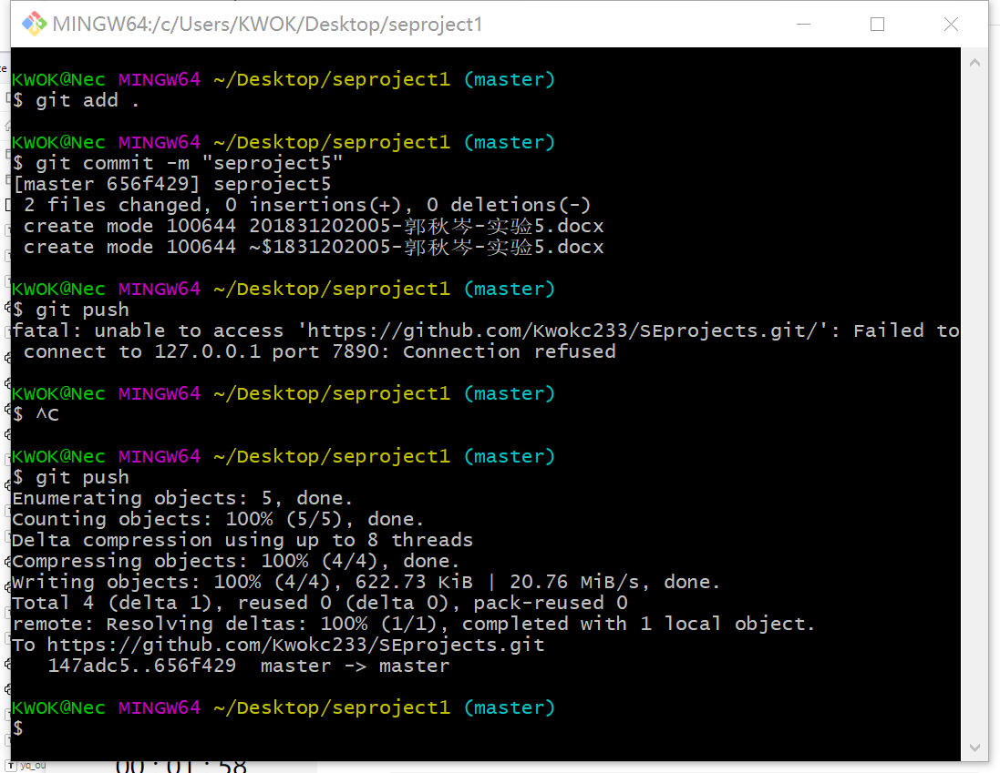 MINGW64:/c/Users/KWOK/Desktop/seproject1
KWOK@Nec MINGW64 ~/Desktop/seproject1 (master)
$ git add .
KWOK@Nec MINGW64 ~/Desktop/seproject1 (master)
$ git commit -m "seproject5"
[master 656f429] seproject5
 2 files changed, 0 insertions(+), 0 deletions(-)
 create mode 100644 201831202005-郭秋岑-实验5.docx
 create mode 100644 ~$1831202005-郭秋岑-实验5.docx
KWOK@Nec MINGW64 ~/Desktop/seproject1 (master)
$ git push
fatal: unable to access 'https://github.com/Kwokc233/SEprojects.git/': Failed to
 connect to 127.0.0.1 port 7890: Connection refused
KWOK@Nec MINGW64 ~/Desktop/seproject1 (master)
$ ^C
KWOK@Nec MINGW64 ~/Desktop/seproject1 (master)
$ git push
Enumerating objects: 5, done.
Counting objects: 100% (5/5), done.
Delta compression using up to 8 threads
Compressing objects: 100% (4/4), done.
Writing objects: 100% (4/4), 622.73 KiB | 20.76 MiB/s, done.
Total 4 (delta 1), reused 0 (delta 0), pack-reused 0
remote: Resolving deltas: 100% (1/1), completed with 1 local object.
To https://github.com/Kwokc233/SEprojects.git
   147adc5..656f429  master -> master
KWOK@Nec MINGW64 ~/Desktop/seproject1 (master)
$
yq_ou
00:01:58